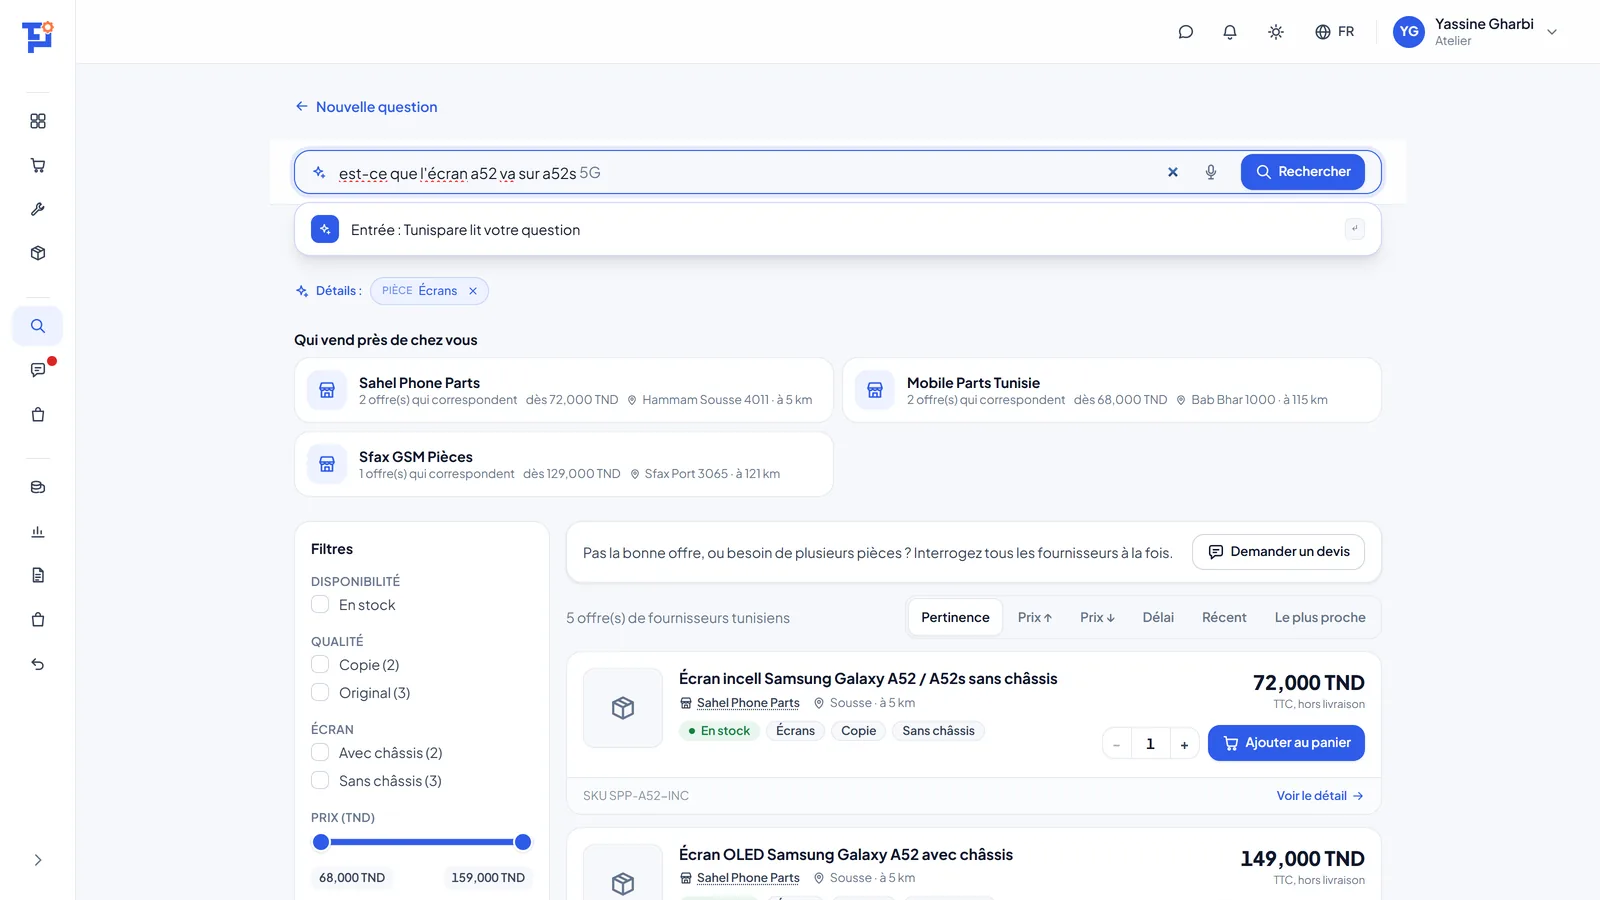 FR
YG
Yassine Gharbi
Atelier
← Nouvelle question
est-ce que l'écran a52 va sur a52s 5G
Rechercher
Entrée : Tunispare lit votre question
Détails :
PIÈCE Écrans ×
Qui vend près de chez vous
Sahel Phone Parts
2 offre(s) qui correspondent dès 72,000 TND Hammam Sousse 4011 · à 5 km
Mobile Parts Tunisie
2 offre(s) qui correspondent dès 68,000 TND Bab Bhar 1000 · à 115 km
Sfax GSM Pièces
1 offre(s) qui correspondent dès 129,000 TND Sfax Port 3065 · à 121 km
Filtres
DISPONIBILITÉ
En stock
QUALITÉ
Copie (2)
Original (3)
ÉCRAN
Avec châssis (2)
Sans châssis (3)
PRIX (TND)
68,000 TND
159,000 TND
Pas la bonne offre, ou besoin de plusieurs pièces ? Interrogez tous les fournisseurs à la fois.
Demander un devis
5 offre(s) de fournisseurs tunisiens
Pertinence
Prix ↑
Prix ↓
Délai
Récent
Le plus proche
Écran incell Samsung Galaxy A52 / A52s sans châssis
Sahel Phone Parts Sousse · à 5 km
En stock
Écrans
Copie
Sans châssis
72,000 TND
TTC, hors livraison
− 1 +
Ajouter au panier
SKU SPP-A52-INC
Voir le détail →
Écran OLED Samsung Galaxy A52 avec châssis
Sahel Phone Parts Sousse · à 5 km
149,000 TND
TTC, hors livraison